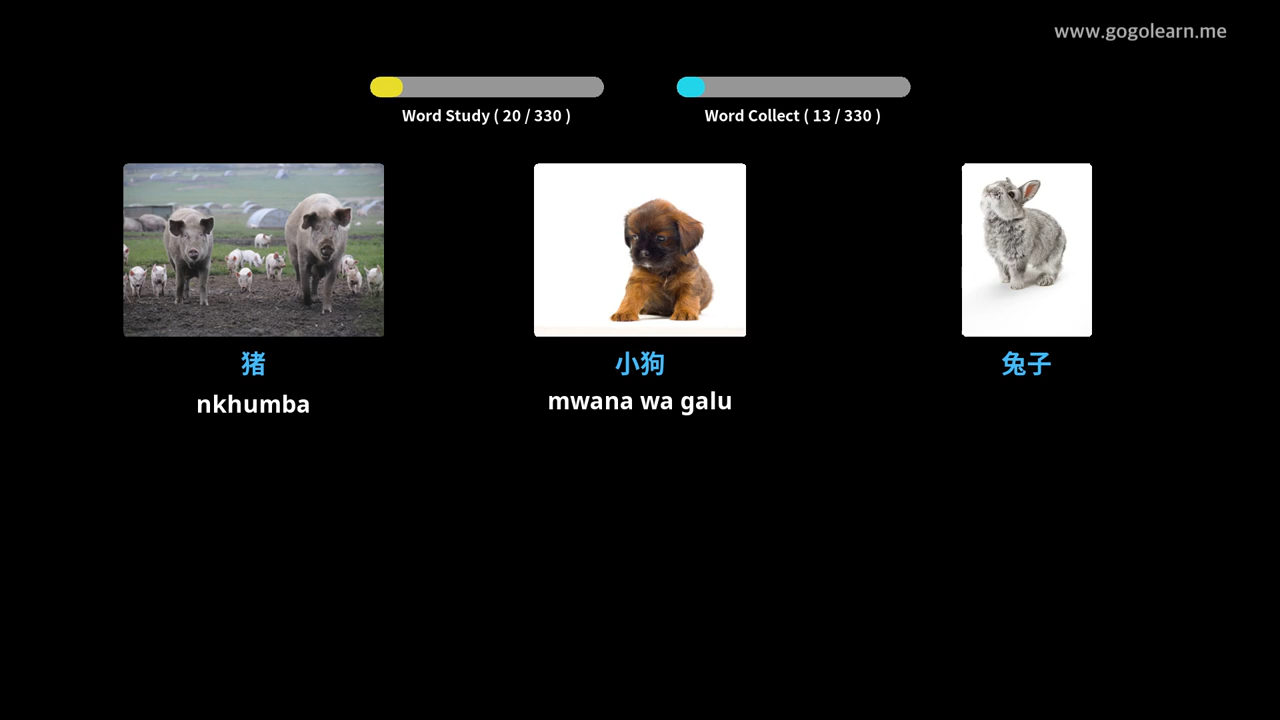 www.gogolearn.me
Word Study ( 20 / 330 )
Word Collect ( 13 / 330 )
猪
小狗
兔子
nkhumba
mwana wa galu